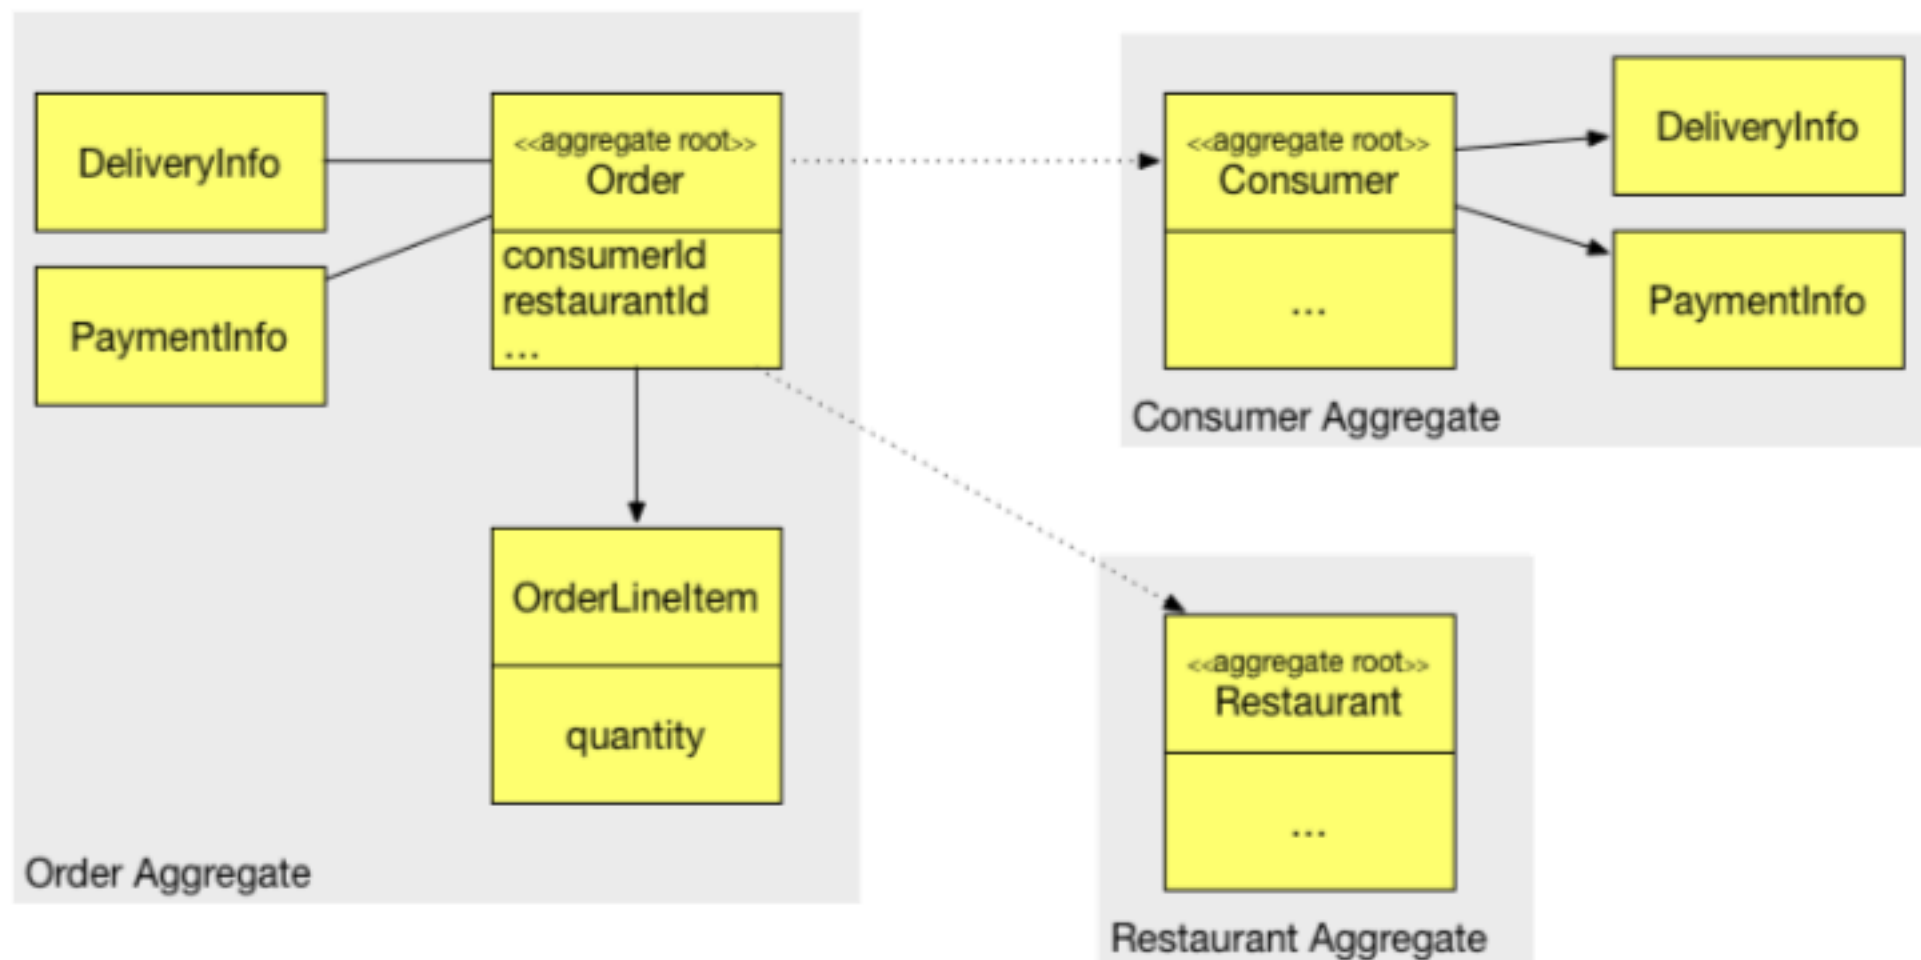 DeliveryInfo
PaymentInfo
<<aggregate root>>
Order
consumerId
restaurantId
...
OrderLineItem
quantity
Order Aggregate
<<aggregate root>>
Consumer
...
DeliveryInfo
PaymentInfo
Consumer Aggregate
<<aggregate root>>
Restaurant
...
Restaurant Aggregate